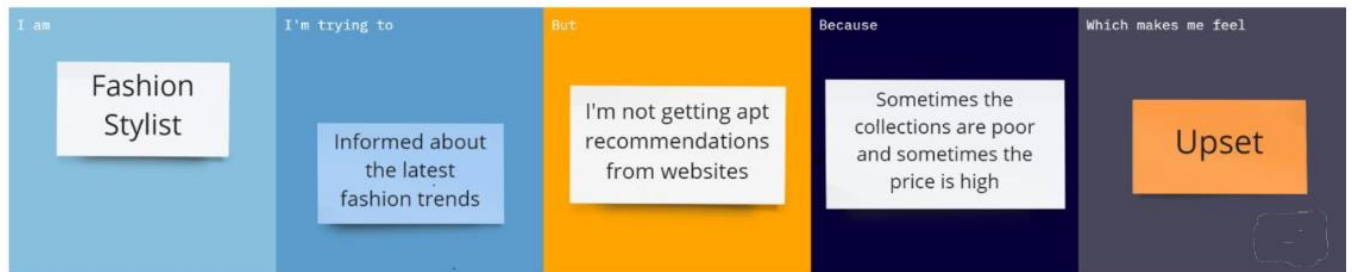 I am
Fashion
Stylist
I'm trying to
Informed about
the latest
fashion trends
But
I'm not getting apt
recommendations
from websites
Because
Sometimes the
collections are poor
and sometimes the
price is high
Which makes me feel
Upset